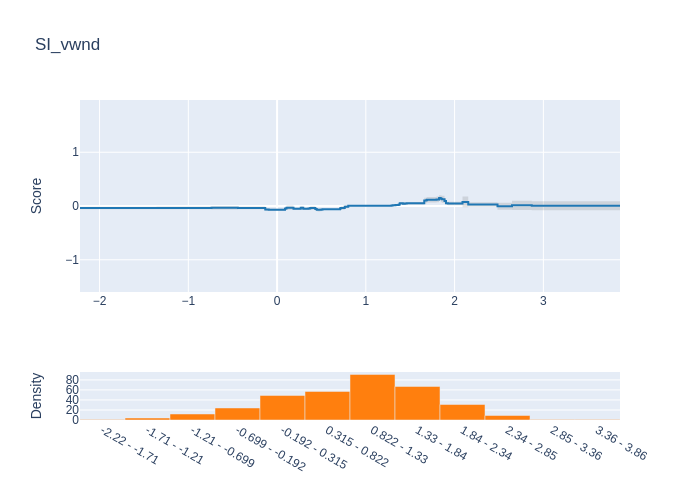 SI_vwnd
Score
1
0
−1
−2
−1
0
1
2
3
Density
80
60
40
20
0
-2.22 - -1.71
-1.71 - -1.21
-1.21 - -0.699
-0.699 - -0.192
-0.192 - 0.315
0.315 - 0.822
0.822 - 1.33
1.33 - 1.84
1.84 - 2.34
2.34 - 2.85
2.85 - 3.36
3.36 - 3.86